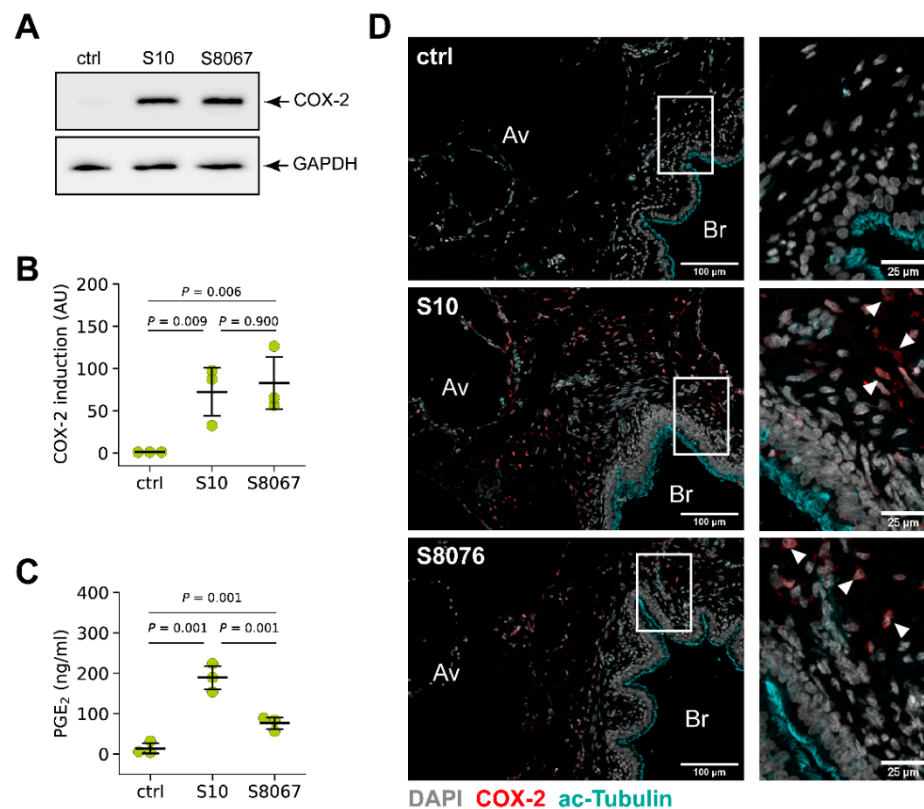 A
ctrl S10 S8067
COX-2
GAPDH
B
COX-2 induction (AU)
200
150
100
50
0
P = 0.006
P = 0.009 P = 0.900
ctrl S10 S8067
C
PGE2 (ng/ml)
400
300
200
100
0
P = 0.001
P = 0.001 P = 0.001
ctrl S10 S8067
D
ctrl
Av
Br
100 µm
25 µm
S10
Av
Br
100 µm
25 µm
S8076
Av
Br
100 µm
25 µm
DAPI COX-2 ac-Tubulin